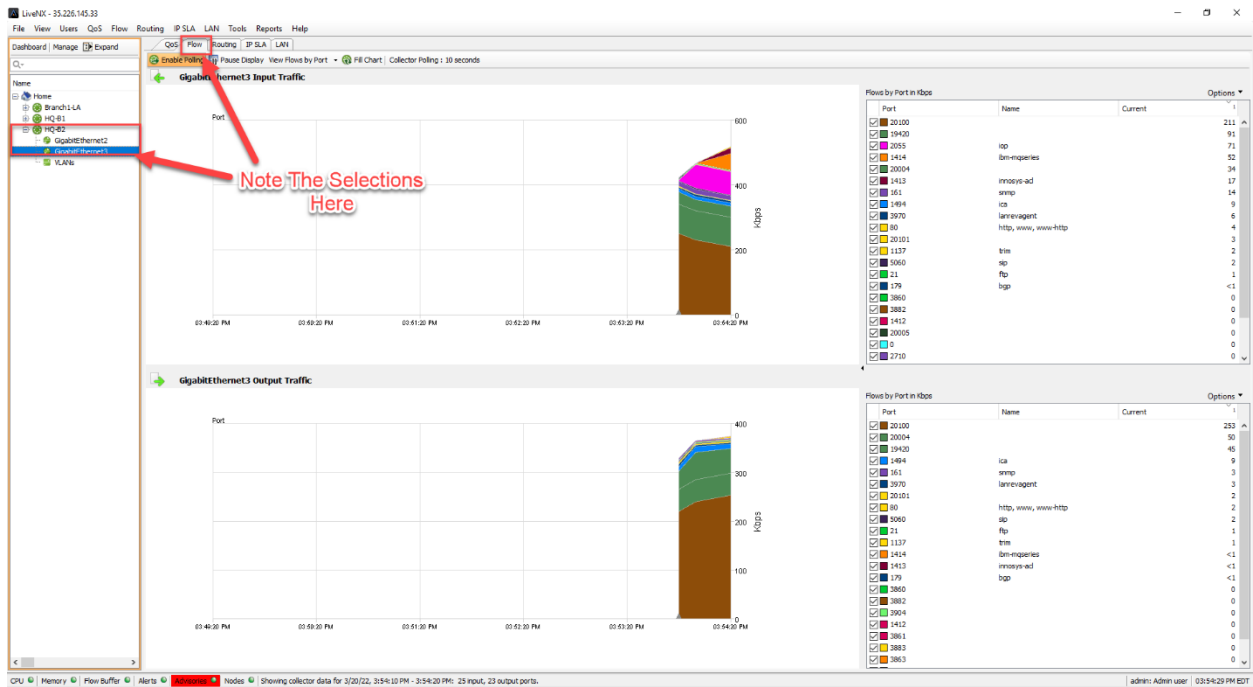 LiveNX - 35.226.145.33
File View Users QoS Flow Routing IP SLA LAN Tools Reports Help
Dashboard Manage Expand
QoS Flow Routing IP SLA LAN
Enable Polling Pause Display View Flows by Port Fill Chart Collector Polling : 10 seconds
Name
Home
Branch1-LA
HQ-B1
HQ-B2
GigabitEthernet2
GigabitEthernet3
VLANs
Note The Selections
Here
GigabitEthernet3 Input Traffic
Port
600
400
200
0
Kbps
03:49:20 PM 03:50:20 PM 03:51:20 PM 03:52:20 PM 03:53:20 PM 03:54:20 PM
Flows by Port in Kbps Options
Port Name Current
20100 211
19420 91
2055 iop 71
1414 ibm-mqseries 52
20004 34
1413 innosys-ad 17
161 snmp 14
1494 ica 9
3970 lanrevagent 6
80 http, www, www-http 4
20101 3
1137 trim 2
5060 sip 2
21 ftp 1
179 bgp <1
3860 0
3882 0
1412 0
20005 0
0 0
2710 0
GigabitEthernet3 Output Traffic
Port
400
300
200
100
0
Kbps
03:49:20 PM 03:50:20 PM 03:51:20 PM 03:52:20 PM 03:53:20 PM 03:54:20 PM
Flows by Port in Kbps Options
Port Name Current
20100 253
20004 50
19420 45
1494 ica 9
161 snmp 3
3970 lanrevagent 3
20101 2
80 http, www, www-http 2
5060 sip 2
21 ftp 1
1137 trim 1
1414 ibm-mqseries <1
1413 innosys-ad <1
179 bgp <1
3860 0
3882 0
3904 0
1412 0
3861 0
3883 0
3863 0
CPU Memory Flow Buffer Alerts Advisories Nodes Showing collector data for 3/20/22, 3:54:10 PM - 3:54:20 PM: 25 input, 23 output ports. admin: Admin user 03:54:29 PM EDT